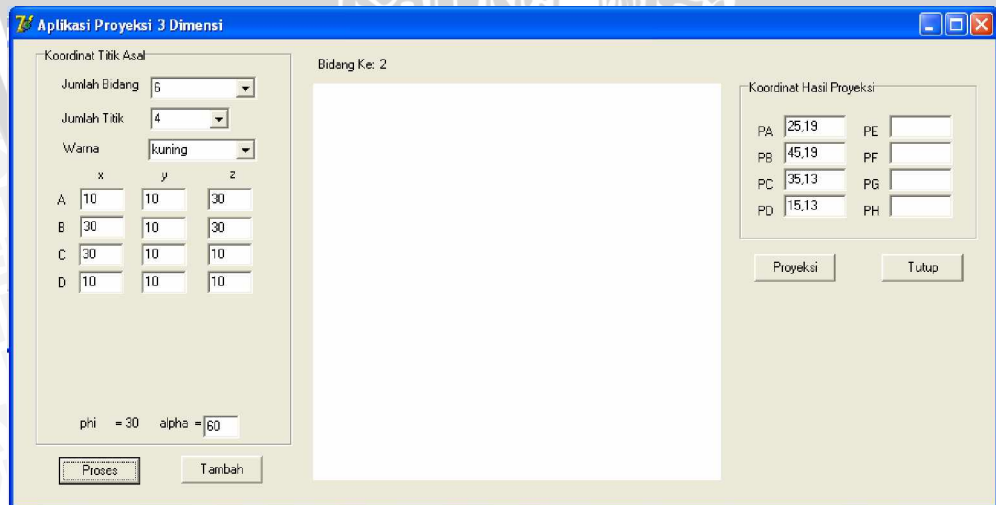 Aplikasi Proyeksi 3 Dimensi
Koordinat Titik Asal
Jumlah Bidang 6
Jumlah Titik 4
Warna kuning
x y z
A 10 10 30
B 30 10 30
C 30 10 10
D 10 10 10
phi = 30 alpha = 60
Proses Tambah
Bidang Ke: 2
Koordinat Hasil Proyeksi
PA 25,19 PE
PB 45,19 PF
PC 35,13 PG
PD 15,13 PH
Proyeksi Tutup